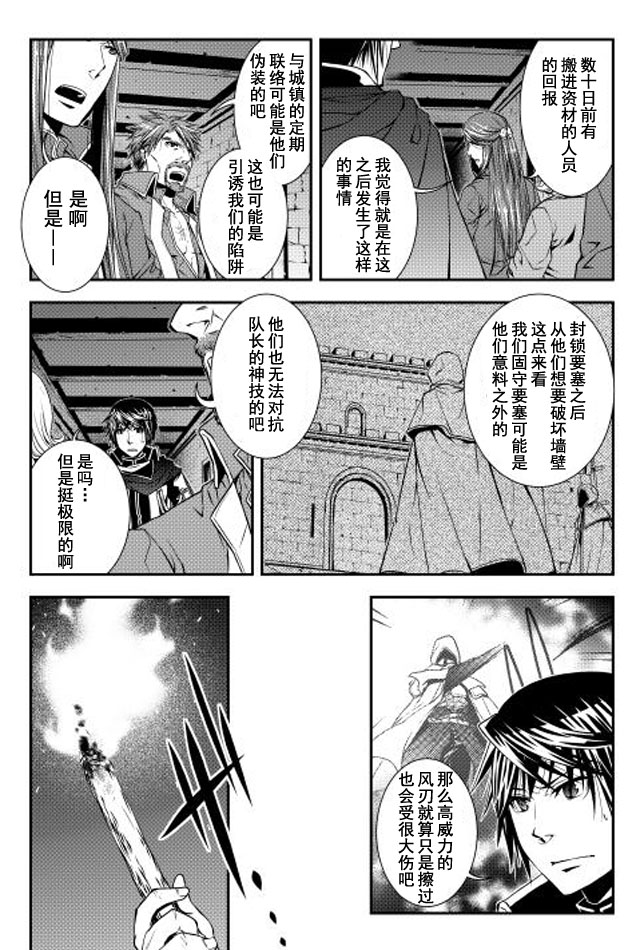 数十日前有
搬进资材的人员
的回报
我觉得就是在这
之后发生了这样
的事情
与城镇的定期
联络可能是他们
伪装的吧
这也可能是
引诱我们的陷阱
是啊
但是——
封锁要塞之后
从他们想要破坏墙壁
这点来看
我们固守要塞可能是
他们意料之外的
他们也无法对抗
队长的神技的吧
是吗…
但是挺极限的啊
那么高威力的
风刃就算只是擦过
也会受很大伤吧